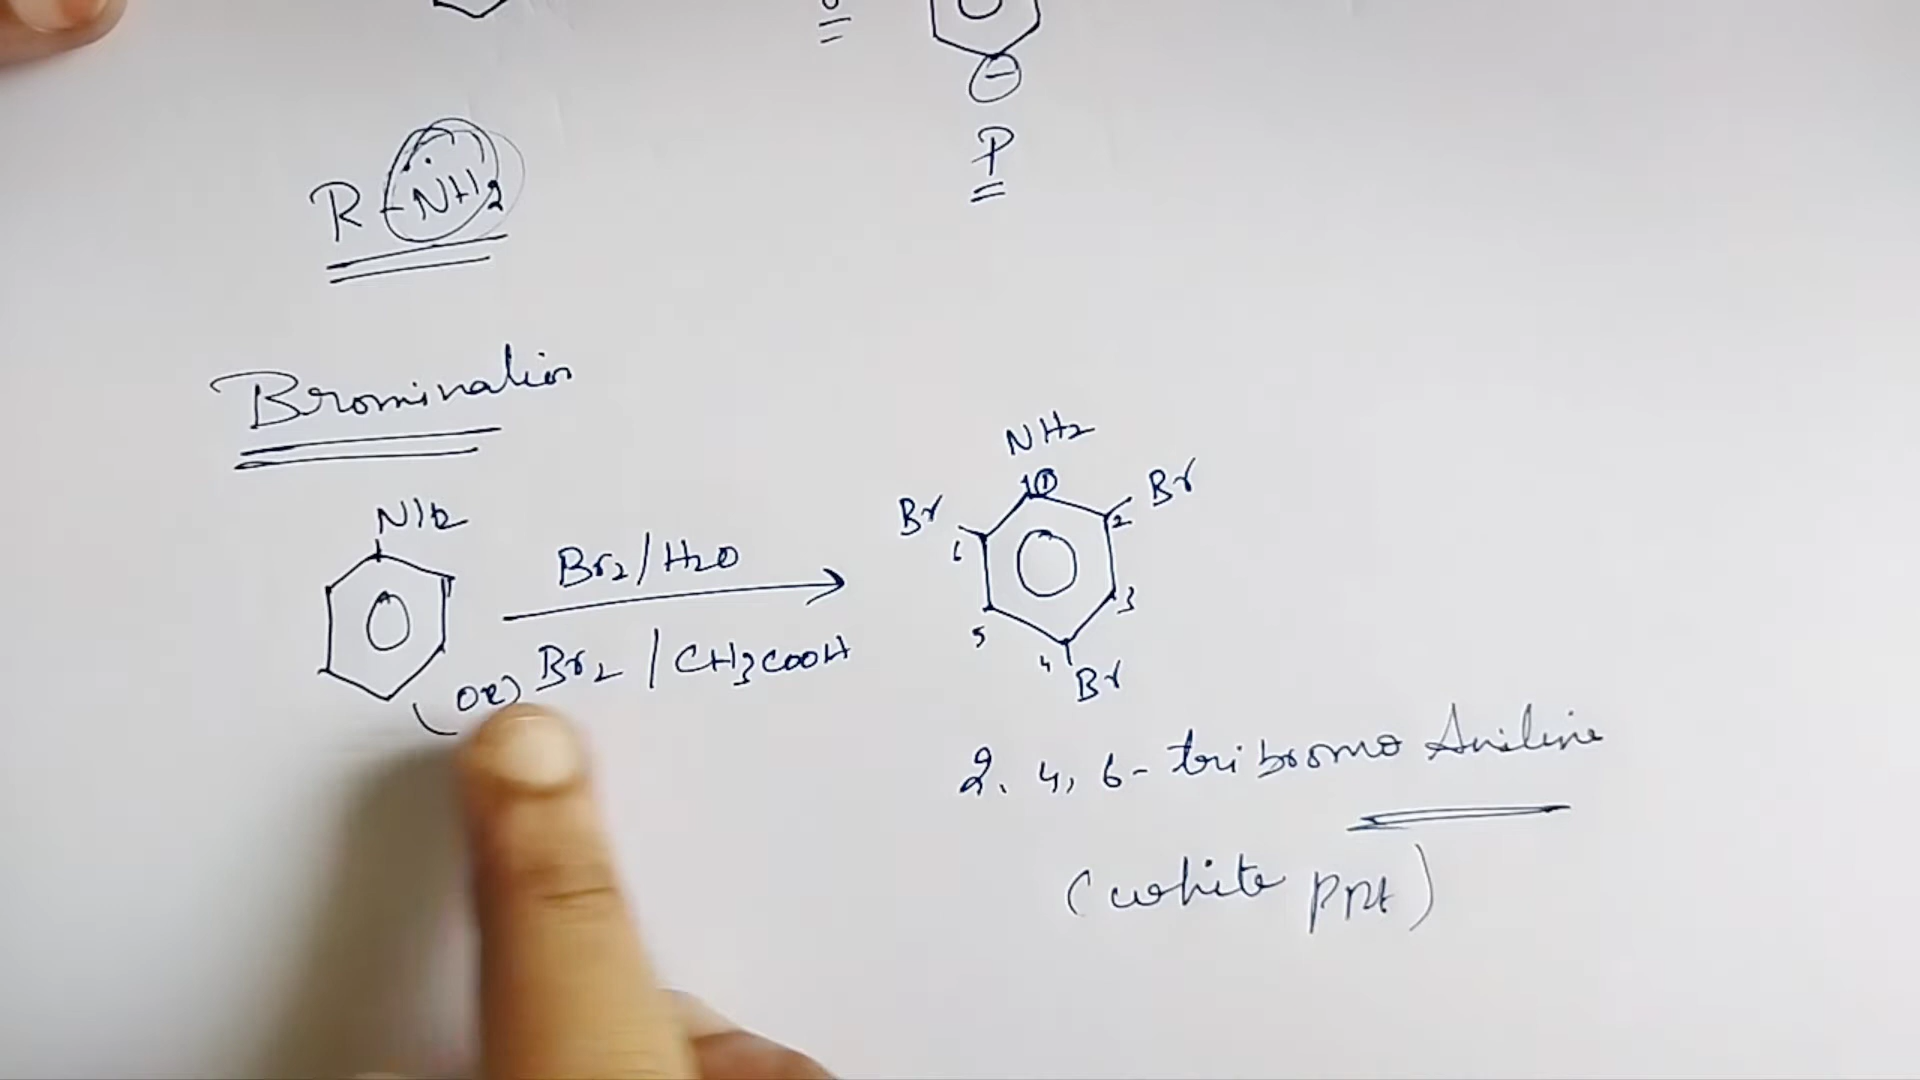 P
R-NH2
Bromination
NH2
Br2/H2O
(or) Br2 / CH3COOH
NH2
Br
Br
1
2
3
4
5
6
Br
2. 4, 6- tribromo Aniline
(white ppt)